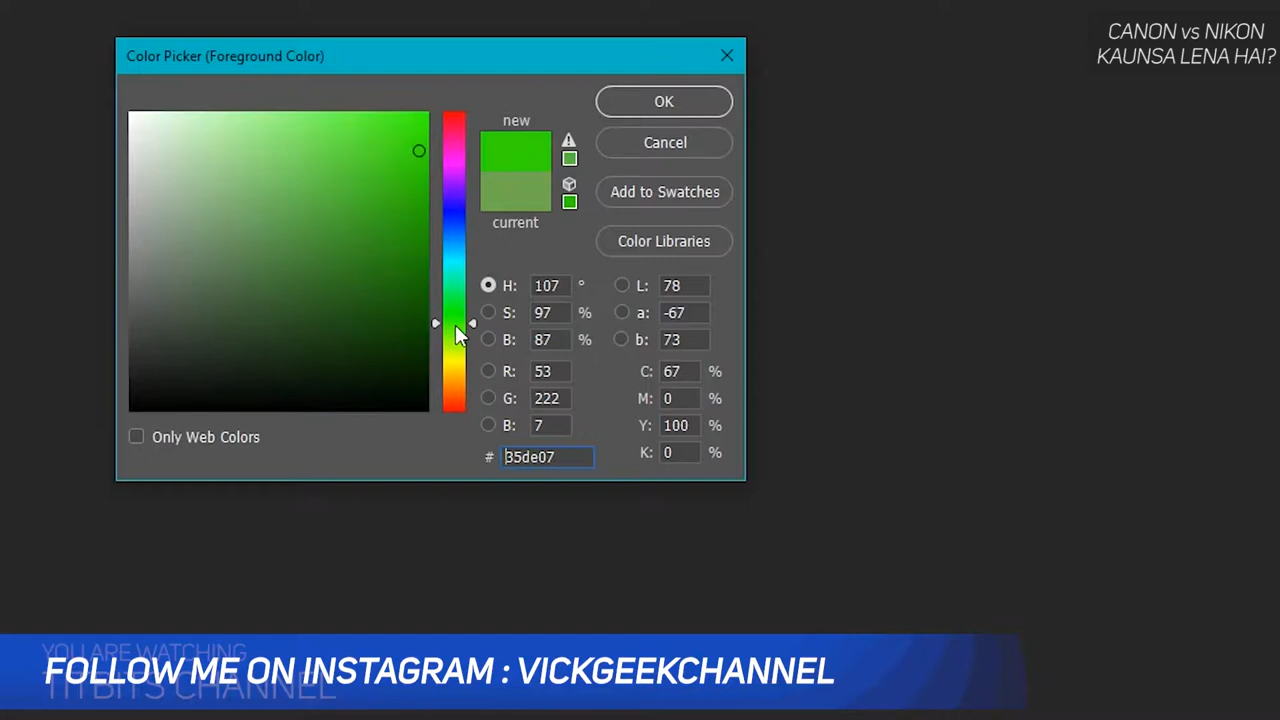 CANON vs NIKON
KAUNSA LENA HAI?
Color Picker (Foreground Color)
new
current
OK
Cancel
Add to Swatches
Color Libraries
H: 107 °
S: 97 %
B: 87 %
R: 53
G: 222
B: 7
# 35de07
L: 78
a: -67
b: 73
C: 67 %
M: 0 %
Y: 100 %
K: 0 %
Only Web Colors
YOU ARE WATCHING
FOLLOW ME ON INSTAGRAM : VICKGEEKCHANNEL
TITBITS CHANNEL